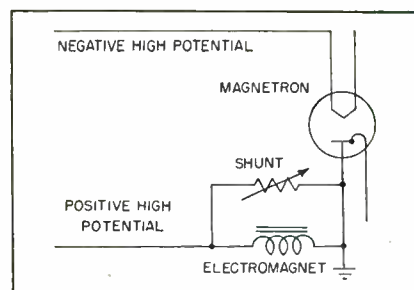 NEGATIVE HIGH POTENTIAL
MAGNETRON
SHUNT
POSITIVE HIGH
POTENTIAL
ELECTROMAGNET